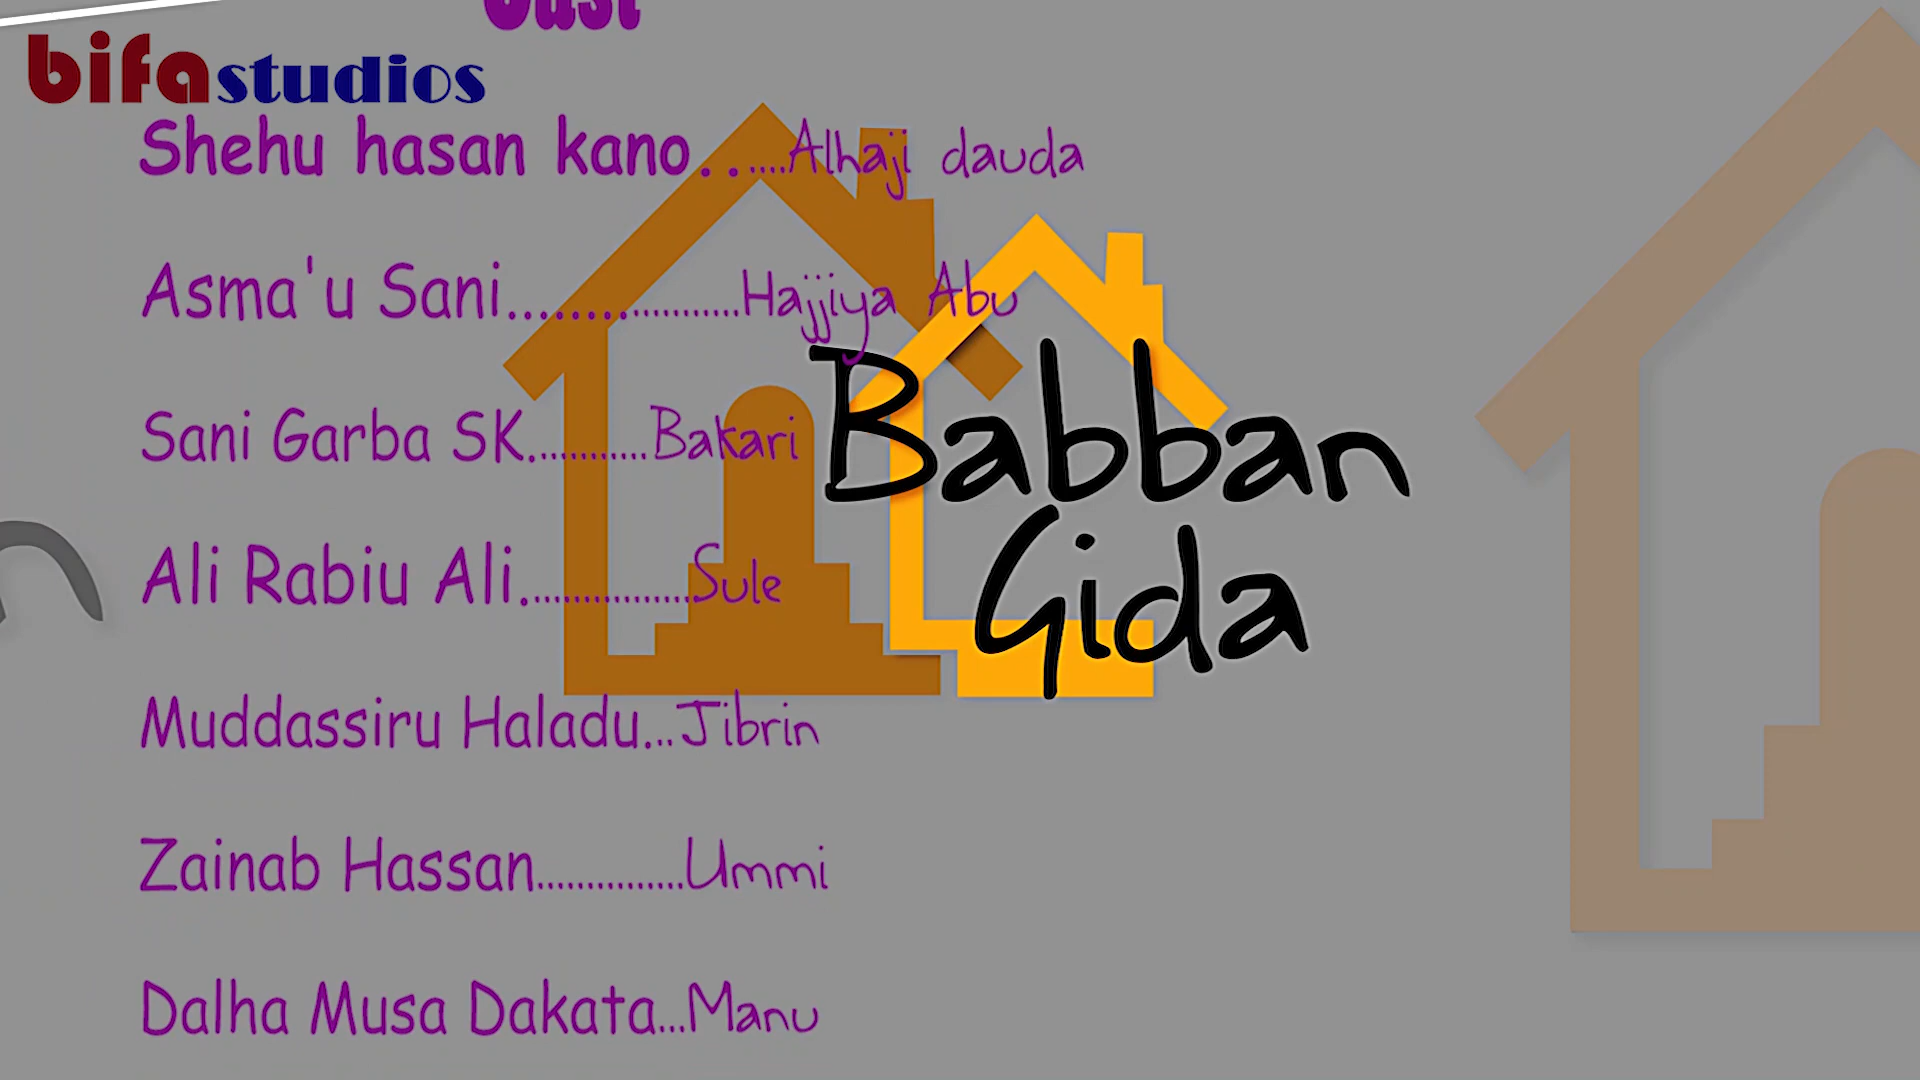 Cast
bifastudios
Shehu hasan kano.......Alhaji dauda
Asma'u Sani...................Hajjiya Abu
Sani Garba SK...........Bakari
Ali Rabiu Ali.................Sule
Muddassiru Haladu...Jibrin
Zainab Hassan................Ummi
Dalha Musa Dakata...Manu
Babban
Gida